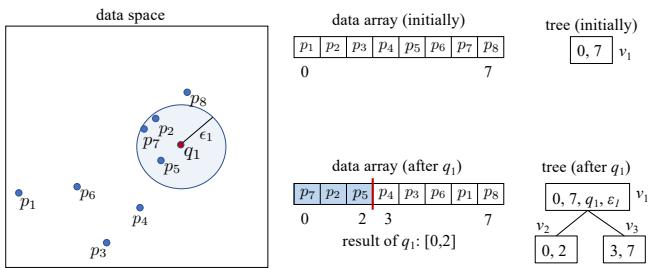 data space
p8
p2
p7
ϵ1
q1
p5
p1
p6
p4
p3
data array (initially)
p1 p2 p3 p4 p5 p6 p7 p8
0 7
tree (initially)
0, 7 v1
data array (after q1)
p7 p2 p5 p4 p3 p6 p1 p8
0 2 3 7
result of q1: [0,2]
tree (after q1)
0, 7, q1, ε1 v1
v2 v3
0, 2 3, 7